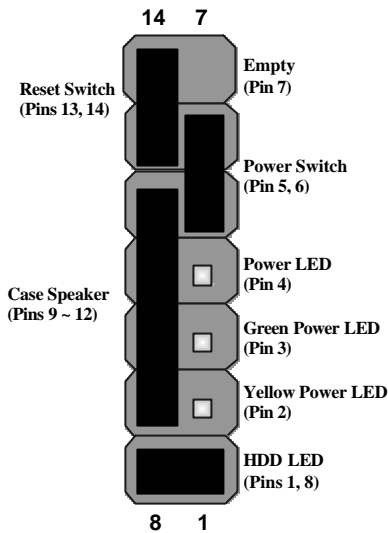 14 7
Empty
(Pin 7)
Reset Switch
(Pins 13, 14)
Power Switch
(Pin 5, 6)
Power LED
(Pin 4)
Case Speaker
(Pins 9 ~ 12)
Green Power LED
(Pin 3)
Yellow Power LED
(Pin 2)
HDD LED
(Pins 1, 8)
8 1